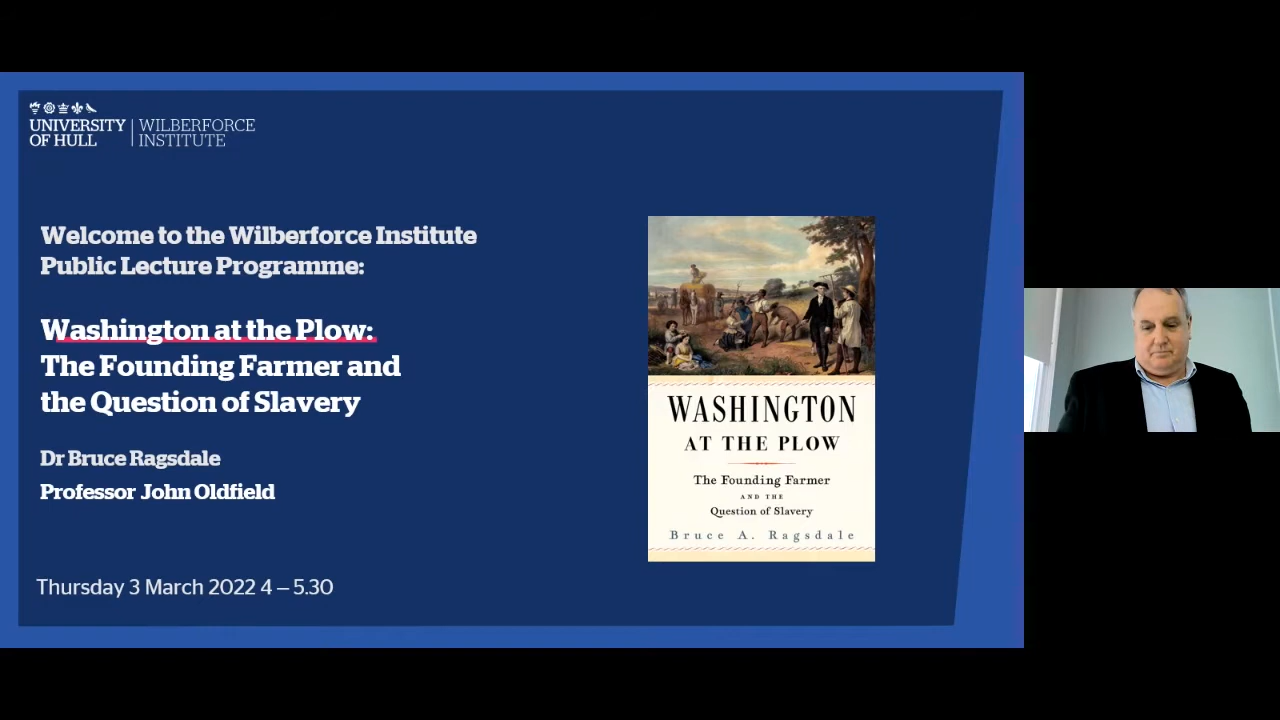 UNIVERSITY
OF HULL
WILBERFORCE
INSTITUTE
Welcome to the Wilberforce Institute
Public Lecture Programme:
Washington at the Plow:
The Founding Farmer and
the Question of Slavery
Dr Bruce Ragsdale
Professor John Oldfield
Thursday 3 March 2022 4 – 5.30
WASHINGTON
AT THE PLOW
The Founding Farmer
AND THE
Question of Slavery
Bruce A. Ragsdale